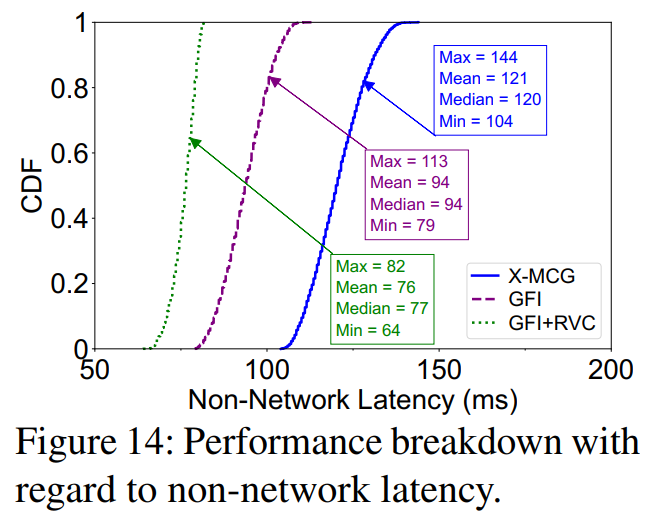 1
0.8
0.6
0.4
0.2
0
CDF
Max = 144
Mean = 121
Median = 120
Min = 104
Max = 113
Mean = 94
Median = 94
Min = 79
Max = 82
Mean = 76
Median = 77
Min = 64
X-MCG
GFI
GFI+RVC
50 100 150 200
Non-Network Latency (ms)
Figure 14: Performance breakdown with
regard to non-network latency.